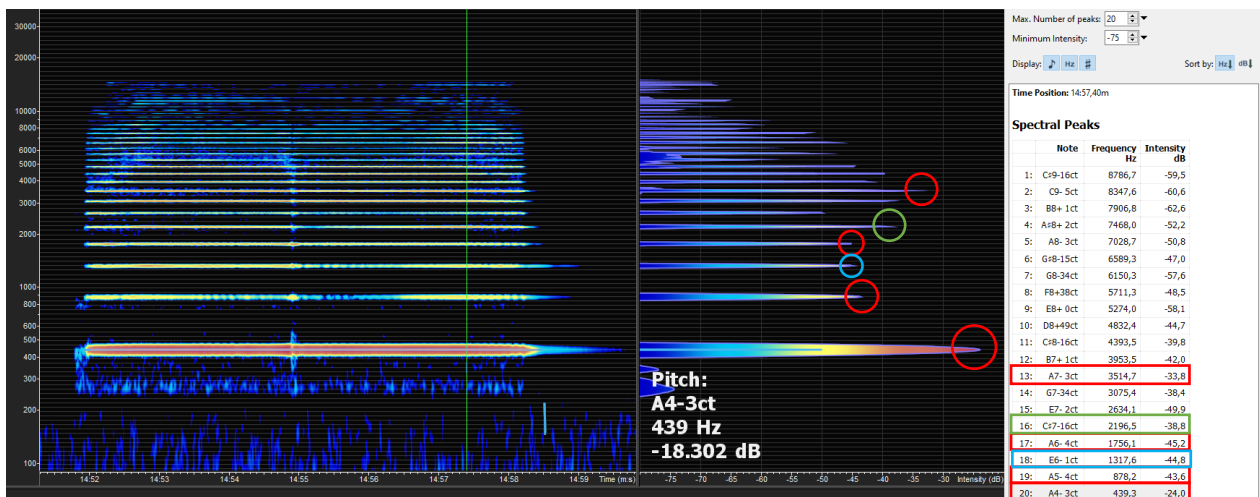 Max. Number of peaks: 20
Minimum Intensity: -75
Display: Hz # Sort by: Hz dB
Time Position: 14:57,40m
Spectral Peaks
Note Frequency Hz Intensity dB
1: C♯9-16ct 8786,7 -59,5
2: C9- 5ct 8347,6 -60,6
3: B8+ 1ct 7906,8 -62,6
4: A♯8+ 2ct 7468,0 -52,2
5: A8- 3ct 7028,7 -50,8
6: G♯8-15ct 6589,3 -47,0
7: G8-34ct 6150,3 -57,6
8: F8+38ct 5711,3 -48,5
9: E8+ 0ct 5274,0 -58,1
10: D8+49ct 4832,4 -44,7
11: C♯8-16ct 4393,5 -39,8
12: B7+ 1ct 3953,5 -42,0
13: A7- 3ct 3514,7 -33,8
14: G7-34ct 3075,4 -38,4
15: E7- 2ct 2634,1 -49,9
16: C♯7-16ct 2196,5 -38,8
17: A6- 4ct 1756,1 -45,2
18: E6- 1ct 1317,6 -44,8
19: A5- 4ct 878,2 -43,6
20: A4- 3ct 439,3 -24,0
30000
20000
10000
8000
6000
5000
4000
3000
2000
1000
800
600
500
400
300
200
100
Pitch:
A4-3ct
439 Hz
-18.302 dB
14:52 14:53 14:54 14:55 14:56 14:57 14:58 14:59 Time (m:s)
-75 -70 -65 -60 -55 -50 -45 -40 -35 -30 Intensity (dB)